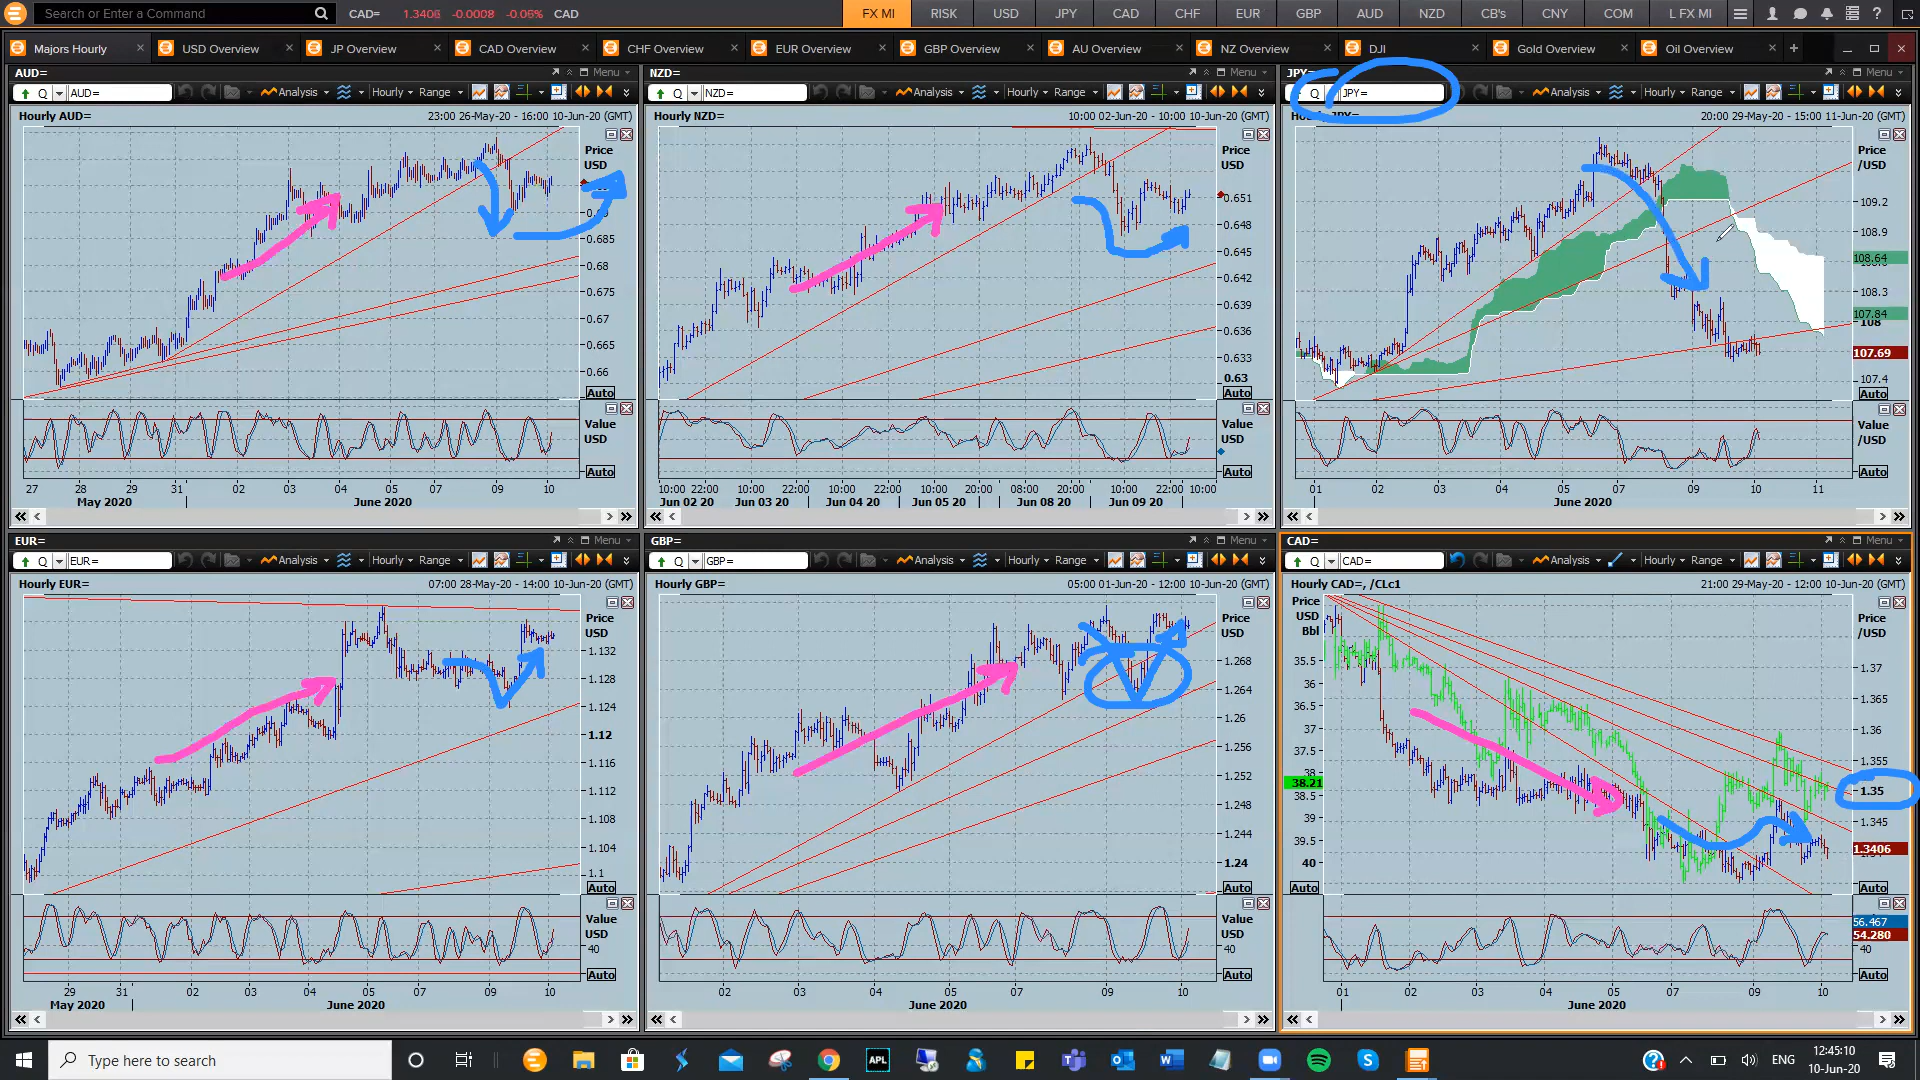 Search or Enter a Command CAD= 1.3406 -0.0008 -0.06% CAD FX MI RISK USD JPY CAD CHF EUR GBP AUD NZD CB's CNY COM L FX MI
Majors Hourly USD Overview JP Overview CAD Overview CHF Overview EUR Overview GBP Overview AU Overview NZ Overview DJI Gold Overview Oil Overview
AUD= Menu
Q AUD= Analysis Hourly Range
Hourly AUD= 23:00 26-May-20 - 16:00 10-Jun-20 (GMT)
Price
USD
0.69
0.685
0.68
0.675
0.67
0.665
0.66
Auto
Value
USD
Auto
27 28 29 31 02 03 04 05 07 09 10
May 2020 June 2020
NZD= Menu
Q NZD= Analysis Hourly Range
Hourly NZD= 10:00 02-Jun-20 - 10:00 10-Jun-20 (GMT)
Price
USD
0.651
0.648
0.645
0.642
0.639
0.636
0.633
0.63
Auto
Value
USD
Auto
10:00 22:00 10:00 22:00 10:00 22:00 10:00 22:00 08:00 20:00 10:00 22:00 10:00
Jun 02 20 Jun 03 20 Jun 04 20 Jun 05 20 Jun 08 20 Jun 09 20
JPY= Menu
Q JPY= Analysis Hourly Range
20:00 29-May-20 - 15:00 11-Jun-20 (GMT)
Price
/USD
109.2
108.9
108.64
108.3
107.84
108
107.69
107.4
Auto
Value
/USD
Auto
01 02 03 04 05 07 09 10 11
June 2020
EUR= Menu
Q EUR= Analysis Hourly Range
Hourly EUR= 07:00 28-May-20 - 14:00 10-Jun-20 (GMT)
Price
USD
1.132
1.128
1.124
1.12
1.116
1.112
1.108
1.104
1.1
Auto
Value
USD
40
Auto
29 31 02 03 04 05 07 09 10
May 2020 June 2020
GBP= Menu
Q GBP= Analysis Hourly Range
Hourly GBP= 05:00 01-Jun-20 - 12:00 10-Jun-20 (GMT)
Price
USD
1.268
1.264
1.26
1.256
1.252
1.248
1.244
1.24
Auto
Value
USD
40
Auto
02 03 04 05 07 09 10
June 2020
CAD= Menu
Q CAD= Analysis Hourly Range
Hourly CAD=, /CLc1 21:00 29-May-20 - 12:00 10-Jun-20 (GMT)
Price
USD
Bbl
35.5
36
36.5
37
37.5
38
38.21
38.5
39
39.5
40
Auto
Price
/USD
1.37
1.365
1.36
1.355
1.35
1.345
1.3406
Auto
Value
/USD
56.467
54.280
40
Auto
01 02 03 04 05 07 09 10
June 2020
Type here to search APL ENG 12:45:10
10-Jun-20